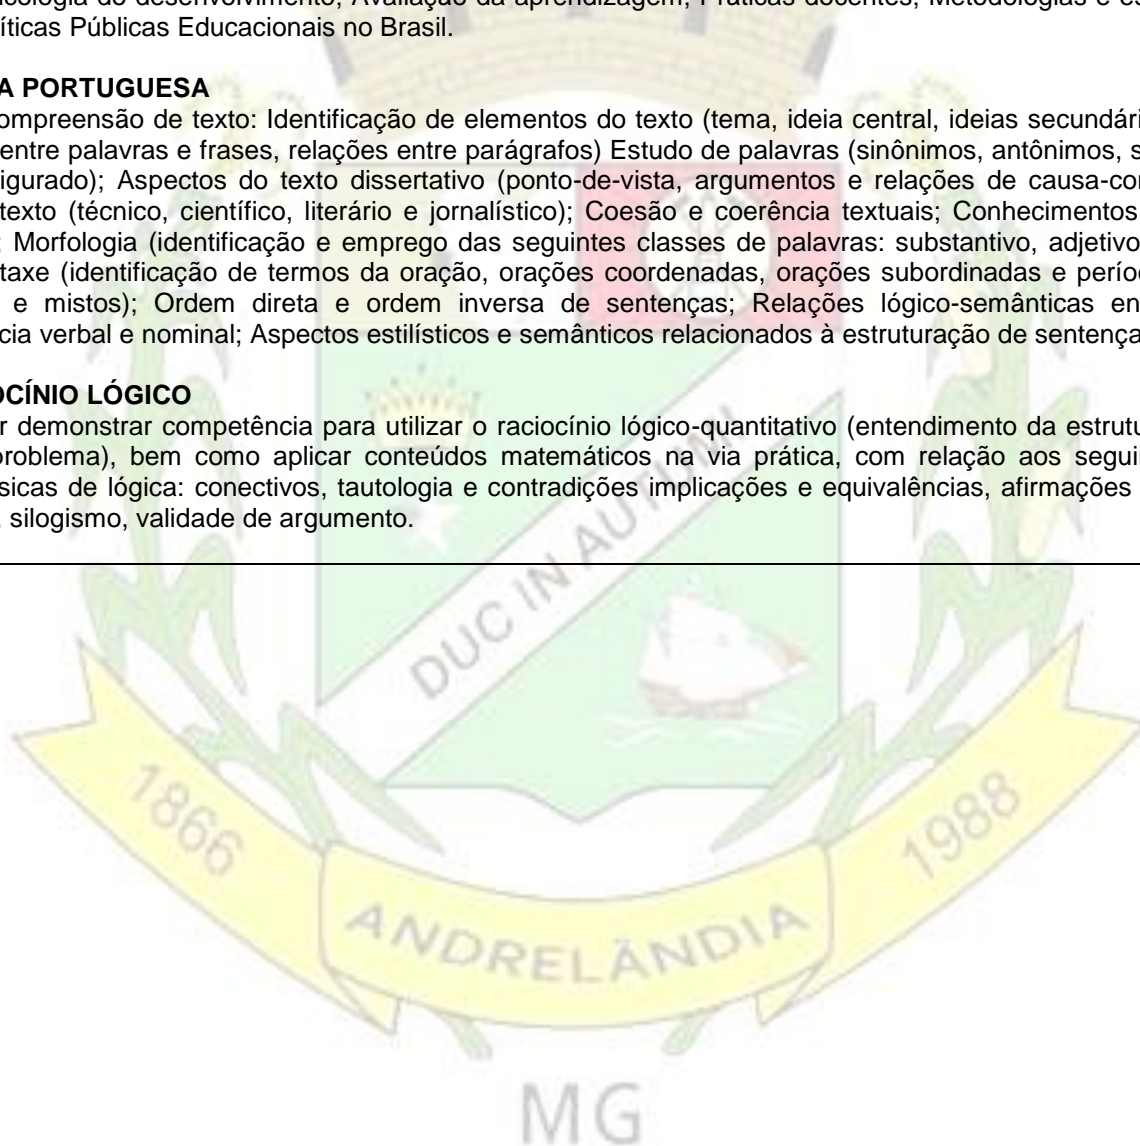 icologia do desenvolvimento; Avaliação da aprendizagem; Práticas docentes; Metodologias e es
íticas Públicas Educacionais no Brasil.
A PORTUGUESA
ompreensão de texto: Identificação de elementos do texto (tema, ideia central, ideias secundári
entre palavras e frases, relações entre parágrafos) Estudo de palavras (sinônimos, antônimos, s
igurado); Aspectos do texto dissertativo (ponto-de-vista, argumentos e relações de causa-con
texto (técnico, científico, literário e jornalístico); Coesão e coerência textuais; Conhecimentos
; Morfologia (identificação e emprego das seguintes classes de palavras: substantivo, adjetivo
taxe (identificação de termos da oração, orações coordenadas, orações subordinadas e períod
e mistos); Ordem direta e ordem inversa de sentenças; Relações lógico-semânticas en
cia verbal e nominal; Aspectos estilísticos e semânticos relacionados à estruturação de sentença
OCÍNIO LÓGICO
r demonstrar competência para utilizar o raciocínio lógico-quantitativo (entendimento da estrutu
problema), bem como aplicar conteúdos matemáticos na via prática, com relação aos segui
sicas de lógica: conectivos, tautologia e contradições implicações e equivalências, afirmações
, silogismo, validade de argumento.
DUC IN AUTUM
1866
1988
ANDRELÂNDIA
MG